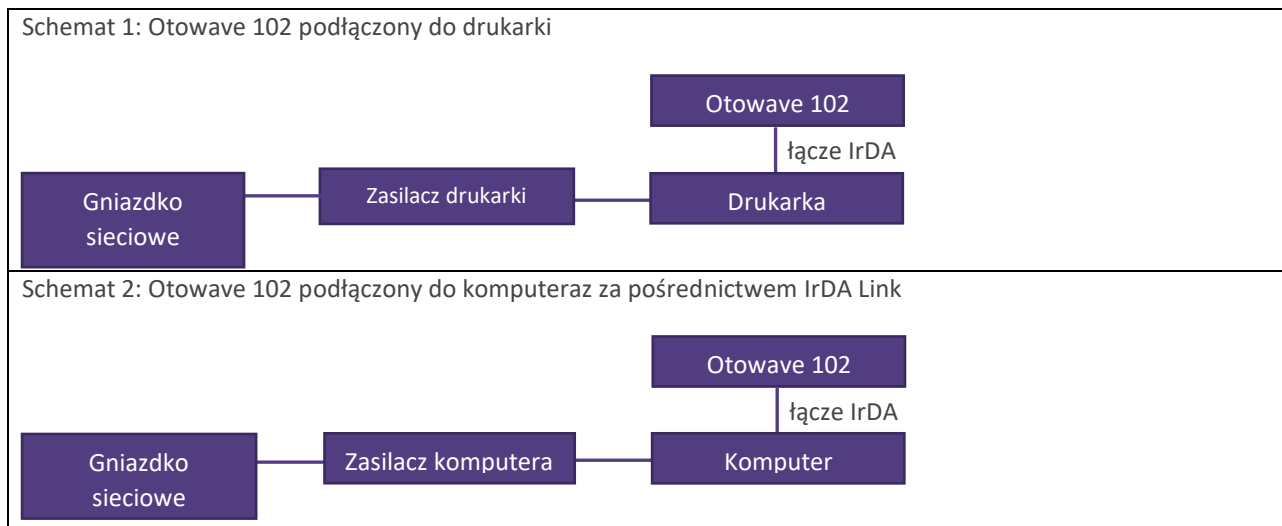 Schemat 1: Otowave 102 podłączony do drukarki
Otowave 102
łącze IrDA
Gniazdko
sieciowe
Zasilacz drukarki
Drukarka
Schemat 2: Otowave 102 podłączony do komputeraz za pośrednictwem IrDA Link
Otowave 102
łącze IrDA
Gniazdko
sieciowe
Zasilacz komputera
Komputer